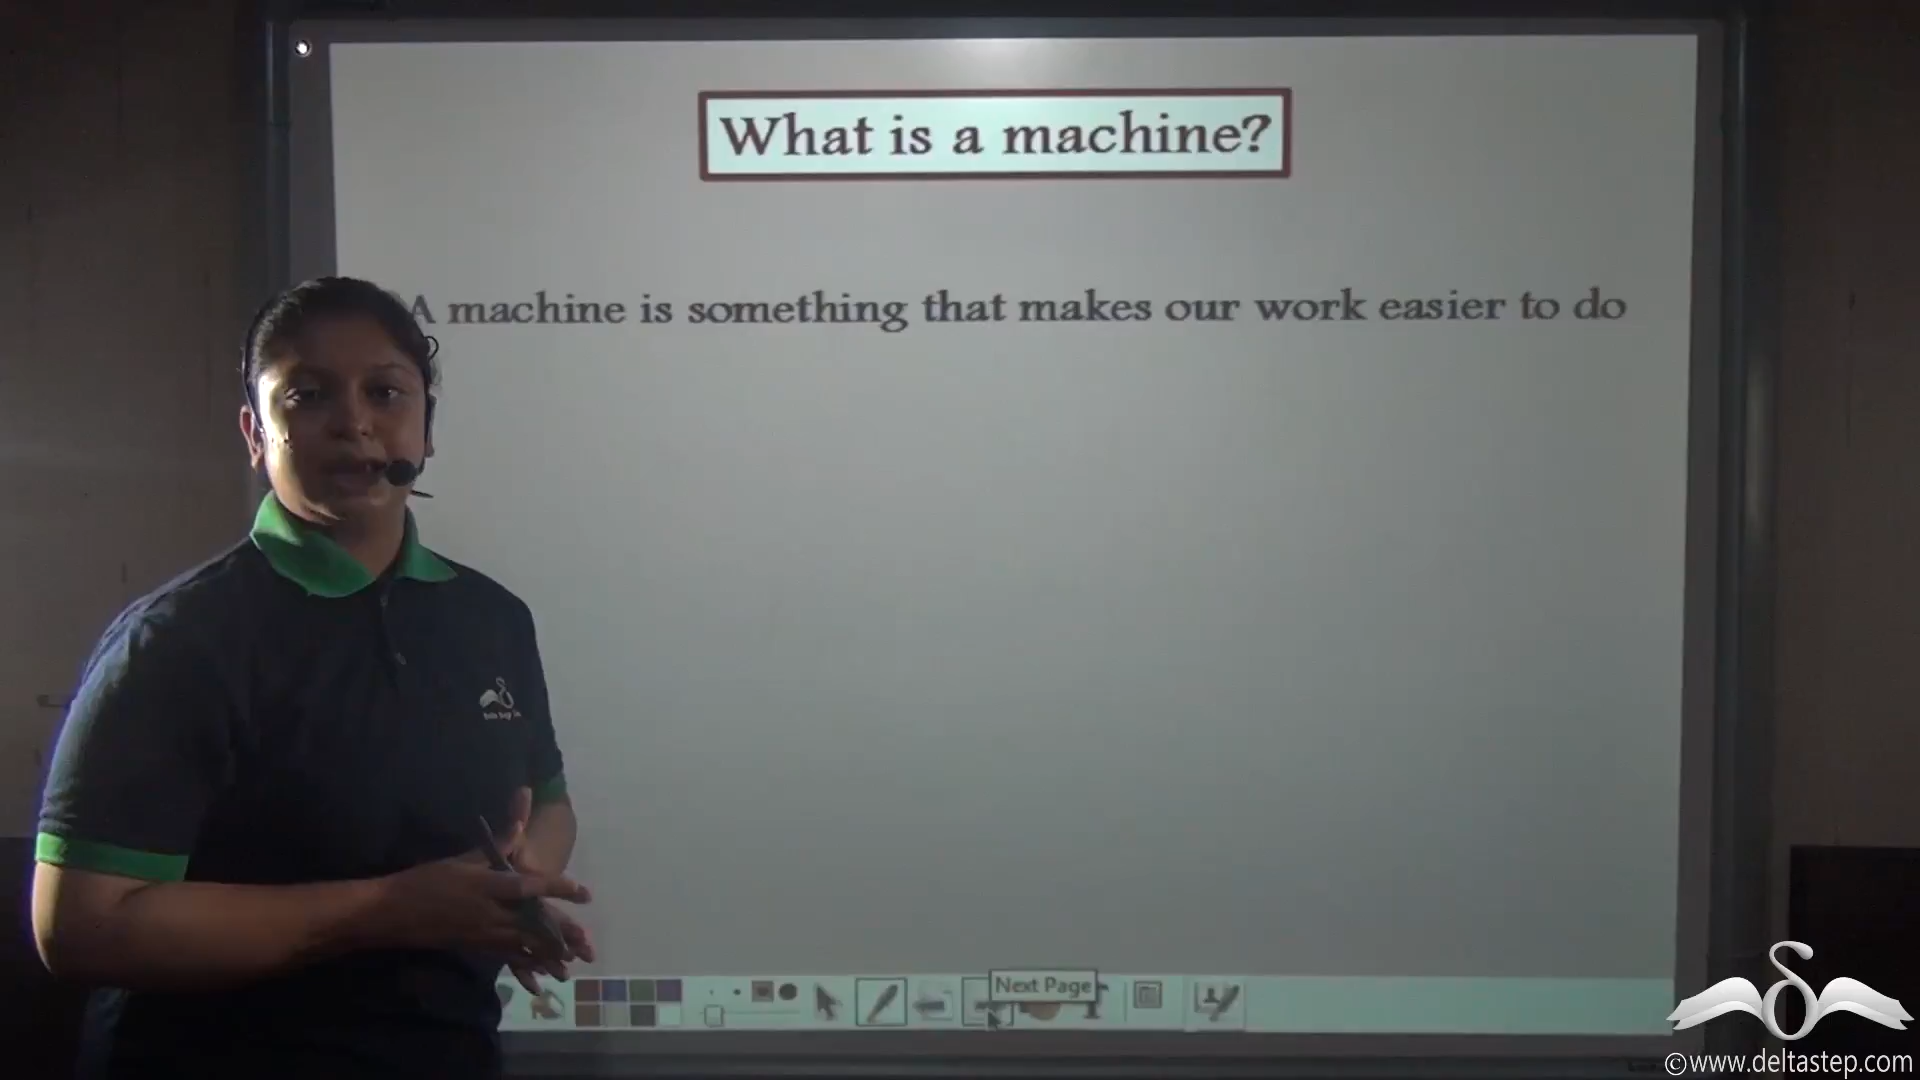 What is a machine?
A machine is something that makes our work easier to do
Next Page
©www.deltastep.com